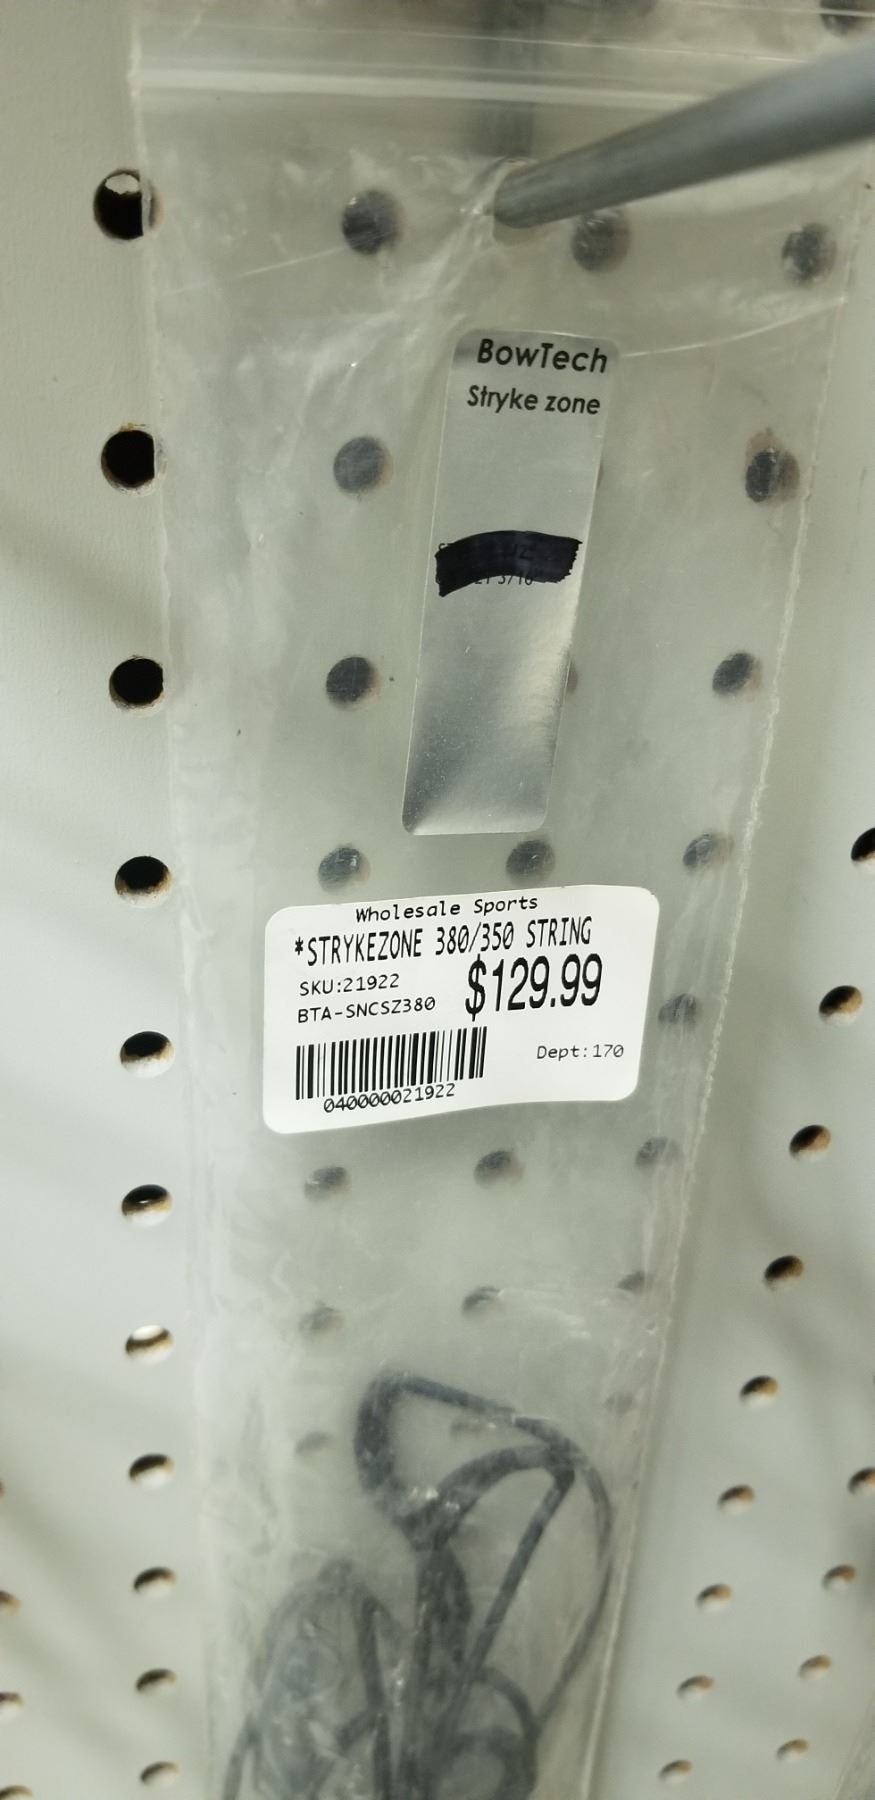 BowTech
Stryke zone
Wholesale Sports
*STRYKEZONE 380/350 STRING
SKU:21922
$129.99
BTA-SNCSZ380
Dept:170
040000021922